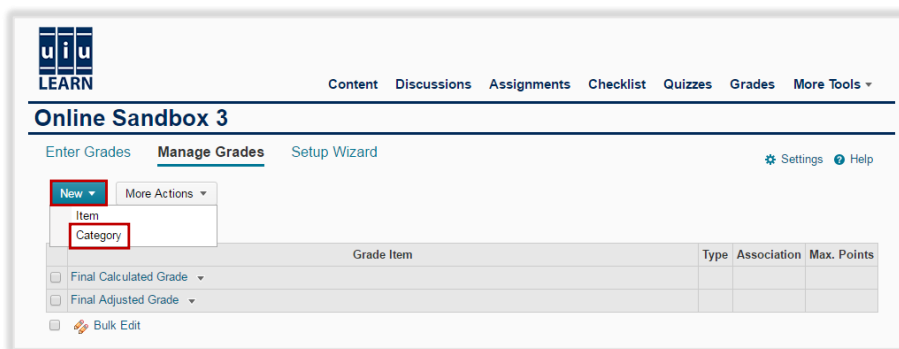 uiu
LEARN
Content Discussions Assignments Checklist Quizzes Grades More Tools
Online Sandbox 3
Enter Grades Manage Grades Setup Wizard
Settings Help
New More Actions
Item
Category
Grade Item Type Association Max. Points
Final Calculated Grade
Final Adjusted Grade
Bulk Edit